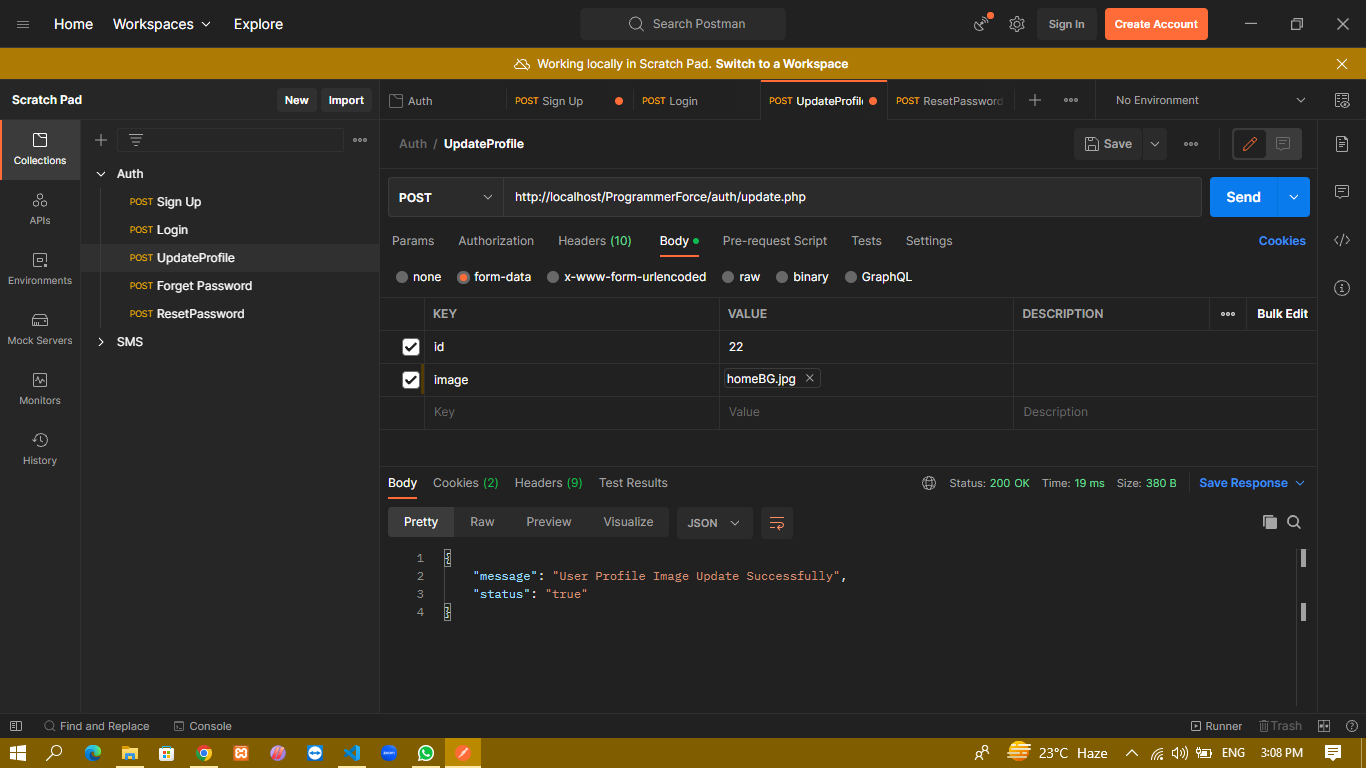 Home Workspaces Explore Search Postman Sign In Create Account
Working locally in Scratch Pad. Switch to a Workspace
Scratch Pad New Import Auth POST Sign Up POST Login POST UpdateProfile POST ResetPassword No Environment
Collections
APIs
Environments
Mock Servers
Monitors
History
Auth
POST Sign Up
POST Login
POST UpdateProfile
POST Forget Password
POST ResetPassword
SMS
Auth / UpdateProfile Save
POST http://localhost/ProgrammerForce/auth/update.php Send
Params Authorization Headers (10) Body Pre-request Script Tests Settings Cookies
none form-data x-www-form-urlencoded raw binary GraphQL
KEY VALUE DESCRIPTION Bulk Edit
id 22
image homeBG.jpg
Key Value Description
Body Cookies (2) Headers (9) Test Results Status: 200 OK Time: 19 ms Size: 380 B Save Response
Pretty Raw Preview Visualize JSON
1 {
2 "message": "User Profile Image Update Successfully",
3 "status": "true"
4 }
Find and Replace Console Runner Trash
zoom 23°C Haze ENG 3:08 PM